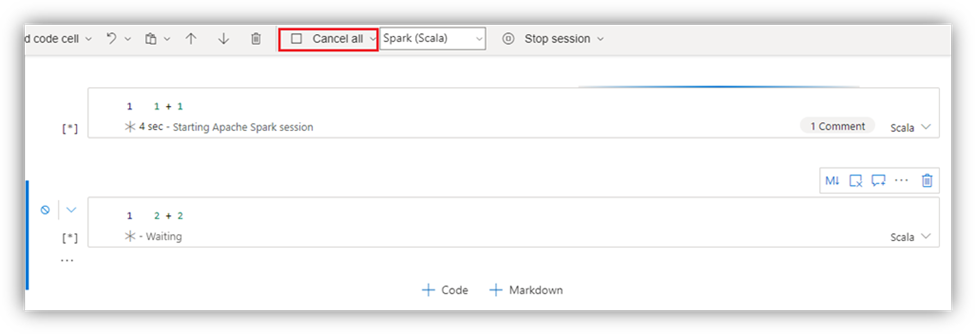 d code cell Cancel all Spark (Scala) Stop session
1 1 + 1
[*] 4 sec - Starting Apache Spark session 1 Comment Scala
M↓ ...
1 2 + 2
[*] - Waiting Scala
...
+ Code + Markdown